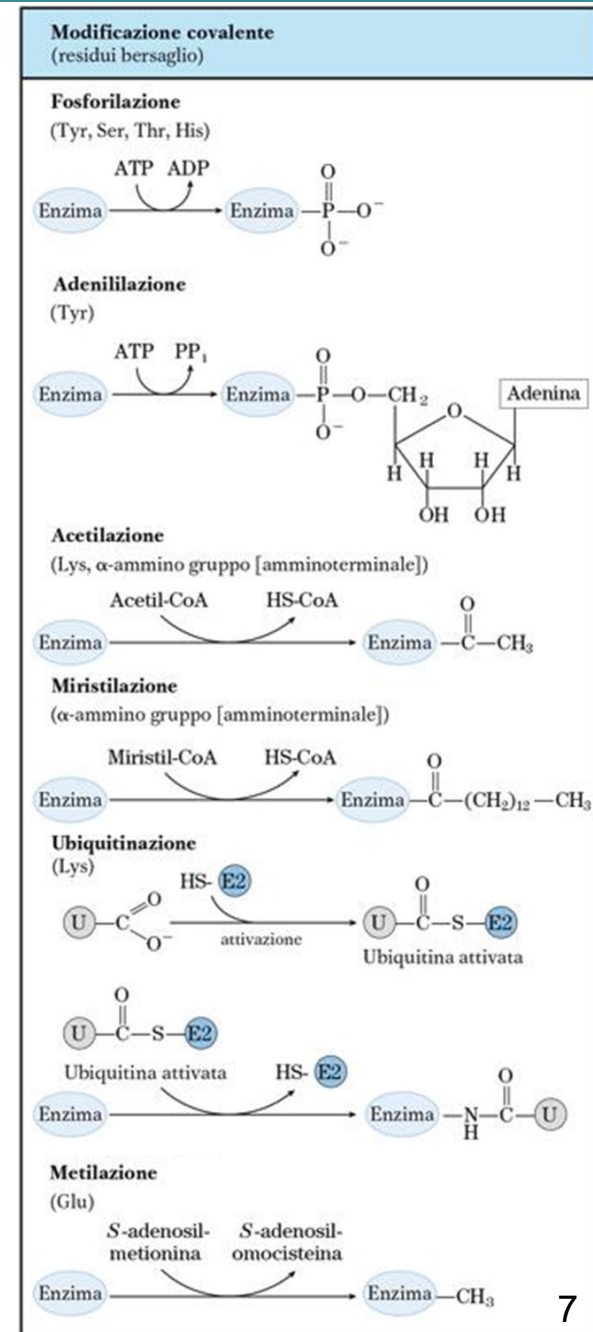 Modificazione covalente
(residui bersaglio)
Fosforilazione
(Tyr, Ser, Thr, His)
ATP ADP
Enzima Enzima —P—O⁻
O
O⁻
Adenililazione
(Tyr)
ATP PP₁
O
Enzima Enzima —P—O—CH₂ Adenina
O⁻ O
H H H H
OH OH
Acetilazione
(Lys, α-ammino gruppo [amminoterminale])
Acetil-CoA HS-CoA
O
Enzima Enzima —C—CH₃
Miristilazione
(α-ammino gruppo [amminoterminale])
Miristil-CoA HS-CoA
O
Enzima Enzima —C—(CH₂)₁₂—CH₃
Ubiquitinazione
(Lys)
HS- E2
O O
U—C U—C—S—E2
O⁻ attivazione
Ubiquitina attivata
O
U—C—S—E2
Ubiquitina attivata HS- E2
O
Enzima Enzima —N—C—U
H
Metilazione
(Glu)
S-adenosil- S-adenosil-
metionina omocisteina
Enzima Enzima —CH₃
7